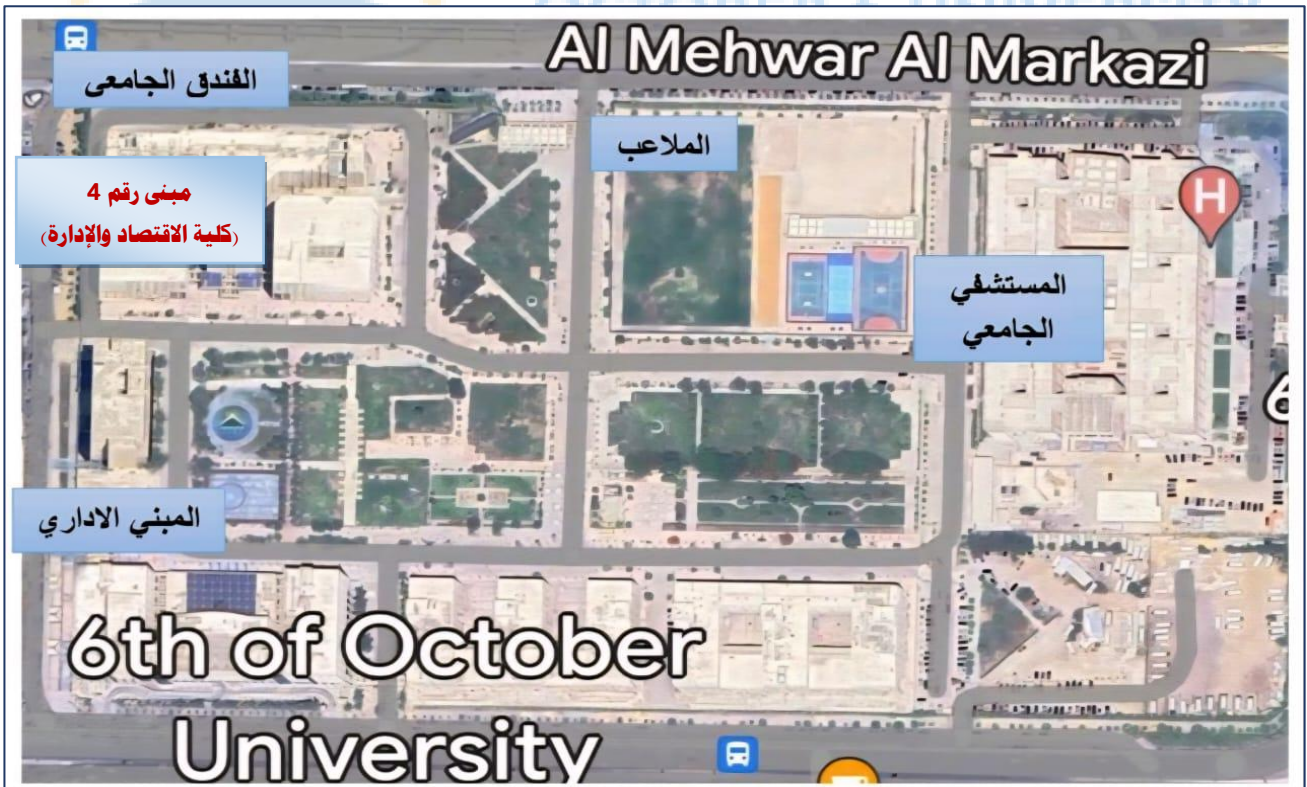 Al Mehwar Al Markazi
الفندق الجامعى
الملاعب
مبنى رقم 4
(كلية الاقتصاد والإدارة)
H
المستشفي
الجامعي
6
المبني الاداري
6th of October
University